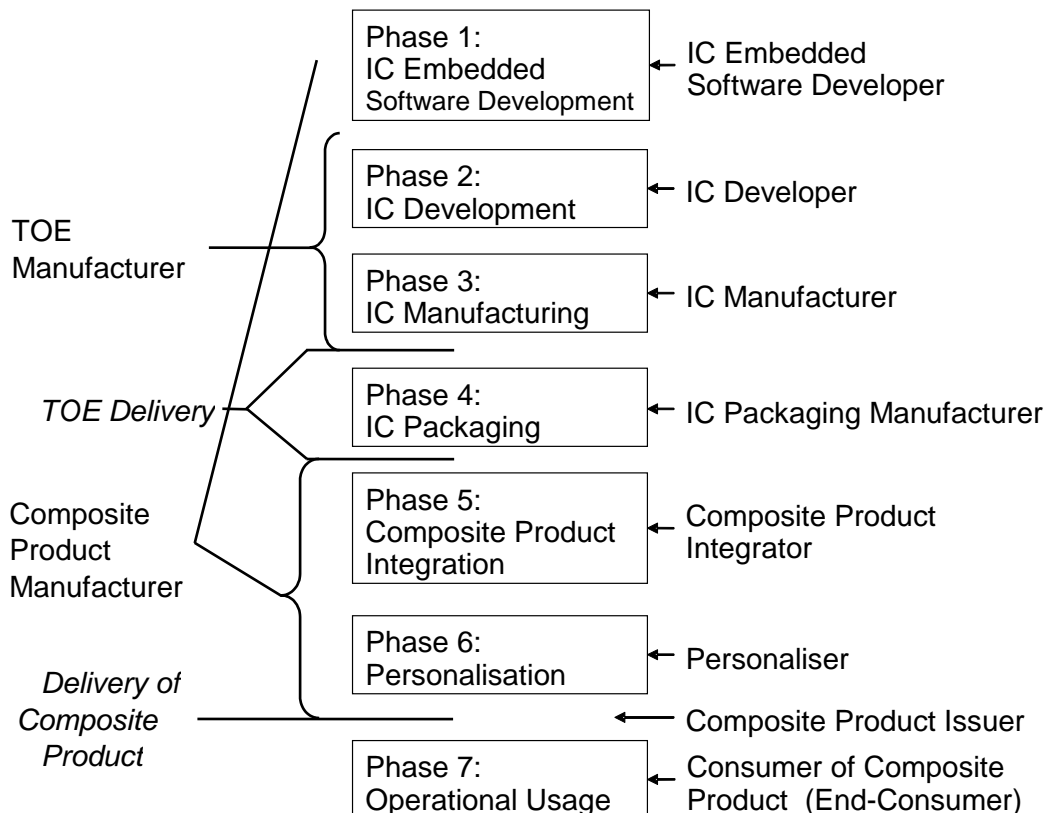 Phase 1:
IC Embedded
Software Development
IC Embedded
Software Developer
Phase 2:
IC Development
IC Developer
TOE
Manufacturer
Phase 3:
IC Manufacturing
IC Manufacturer
TOE Delivery
Phase 4:
IC Packaging
IC Packaging Manufacturer
Composite
Product
Manufacturer
Phase 5:
Composite Product
Integration
Composite Product
Integrator
Phase 6:
Personalisation
Personaliser
Delivery of
Composite
Product
Composite Product Issuer
Phase 7:
Operational Usage
Consumer of Composite
Product (End-Consumer)